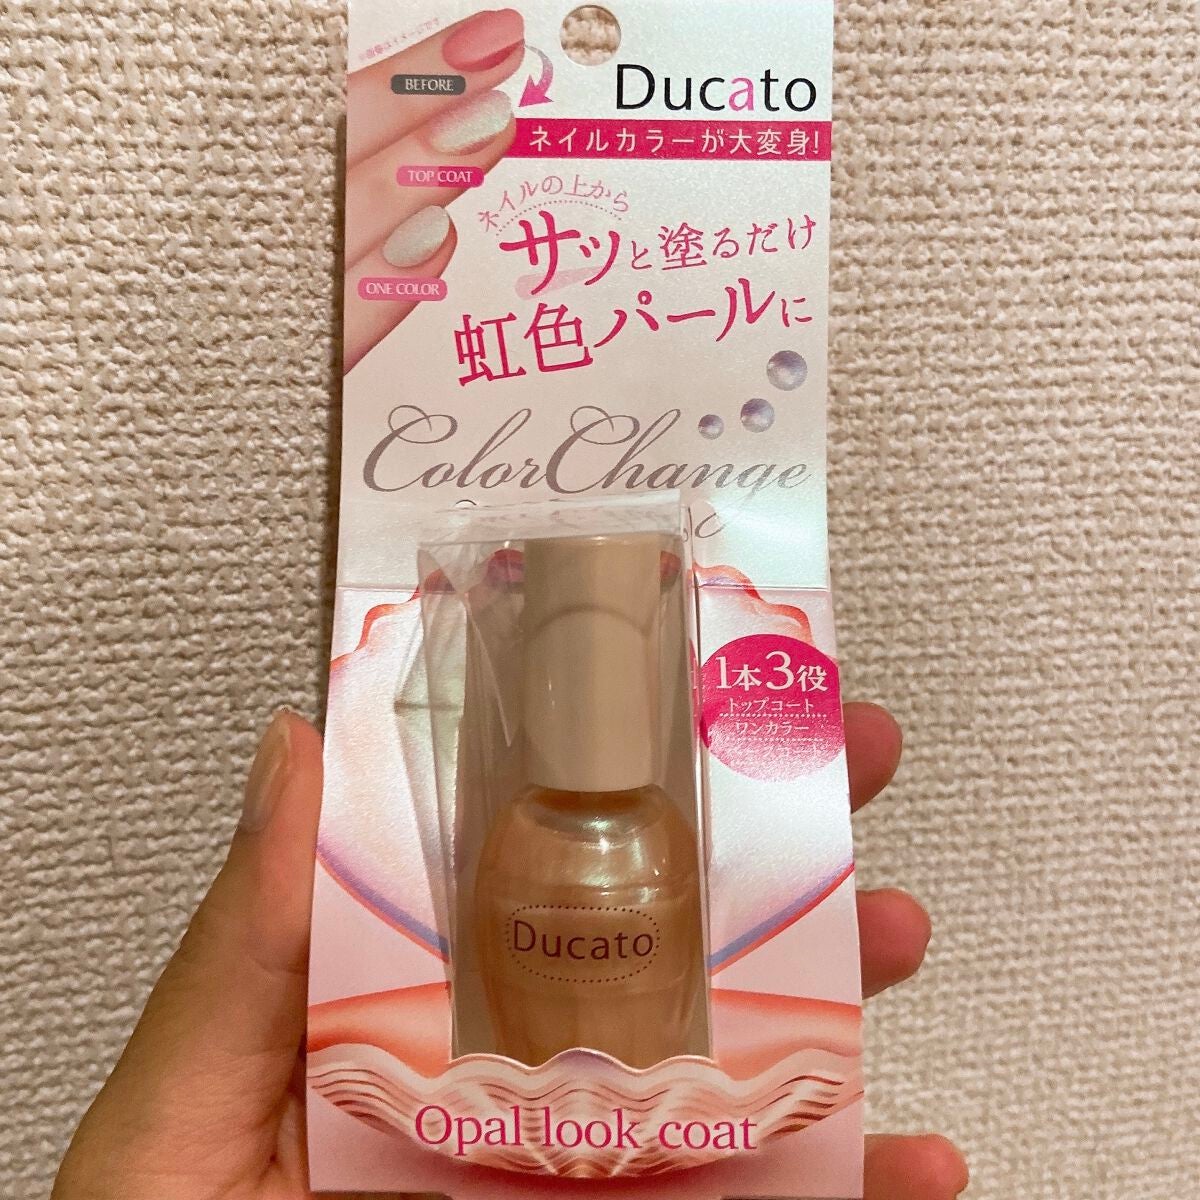 Ducato
ネイルカラーが大変身!
BEFORE
TOP COAT
ONE COLOR
ネイルの上から
サッと塗るだけ
虹色パールに
ColorChange
1本3役
トップコート
ワンカラー
Ducato
Opal look coat